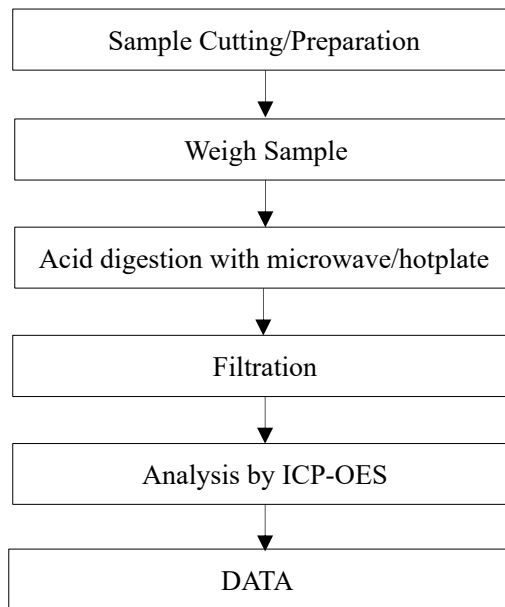 Sample Cutting/Preparation
Weigh Sample
Acid digestion with microwave/hotplate
Filtration
Analysis by ICP-OES
DATA